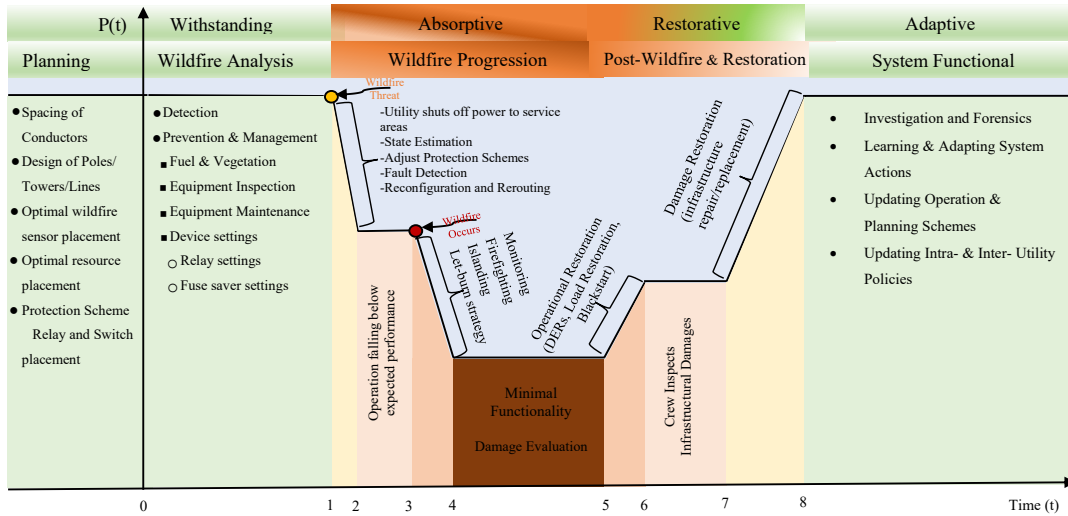 P(t)
Withstanding
Absorptive
Restorative
Adaptive
Planning
Wildfire Analysis
Wildfire Progression
Post-Wildfire & Restoration
System Functional
● Spacing of
Conductors
● Design of Poles/
Towers/Lines
● Optimal wildfire
sensor placement
● Optimal resource
placement
● Protection Scheme
Relay and Switch
placement
● Detection
● Prevention & Management
■ Fuel & Vegetation
■ Equipment Inspection
■ Equipment Maintenance
■ Device settings
○ Relay settings
○ Fuse saver settings
Wildfire
Threat
-Utility shuts off power to service
areas
-State Estimation
-Adjust Protection Schemes
-Fault Detection
-Reconfiguration and Rerouting
Wildfire
Occurs
Monitoring
Firefighting
Islanding
Let-burn strategy
Operation falling below
expected performance
Minimal
Functionality
Damage Evaluation
Operational Restoration
(DERs, Load Restoration,
Blackstart)
Crew Inspects
Infrastructural Damages
Damage Restoration
(infrastructure
repair/replacement)
● Investigation and Forensics
● Learning & Adapting System
Actions
● Updating Operation &
Planning Schemes
● Updating Intra- & Inter- Utility
Policies
0
1
2
3
4
5
6
7
8
Time (t)